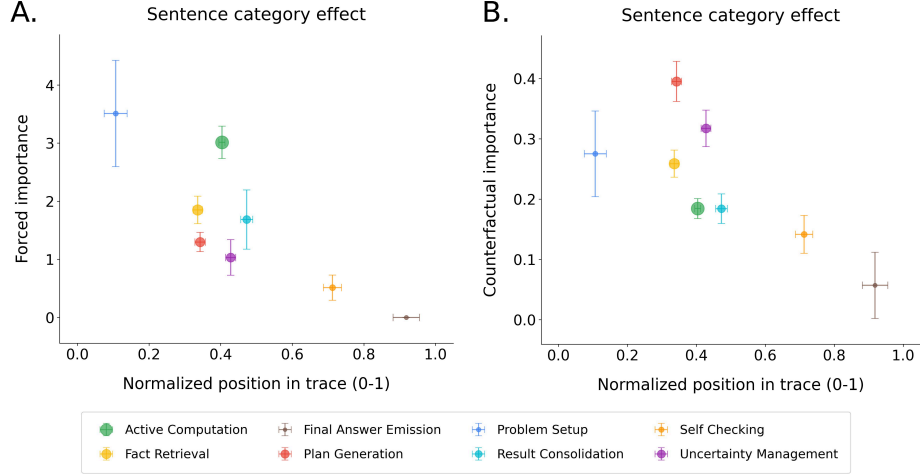 A.
Sentence category effect
Forced importance
4
3
2
1
0
0.0 0.2 0.4 0.6 0.8 1.0
Normalized position in trace (0-1)
B.
Sentence category effect
Counterfactual importance
0.4
0.3
0.2
0.1
0.0
0.0 0.2 0.4 0.6 0.8 1.0
Normalized position in trace (0-1)
Active Computation Final Answer Emission Problem Setup Self Checking
Fact Retrieval Plan Generation Result Consolidation Uncertainty Management